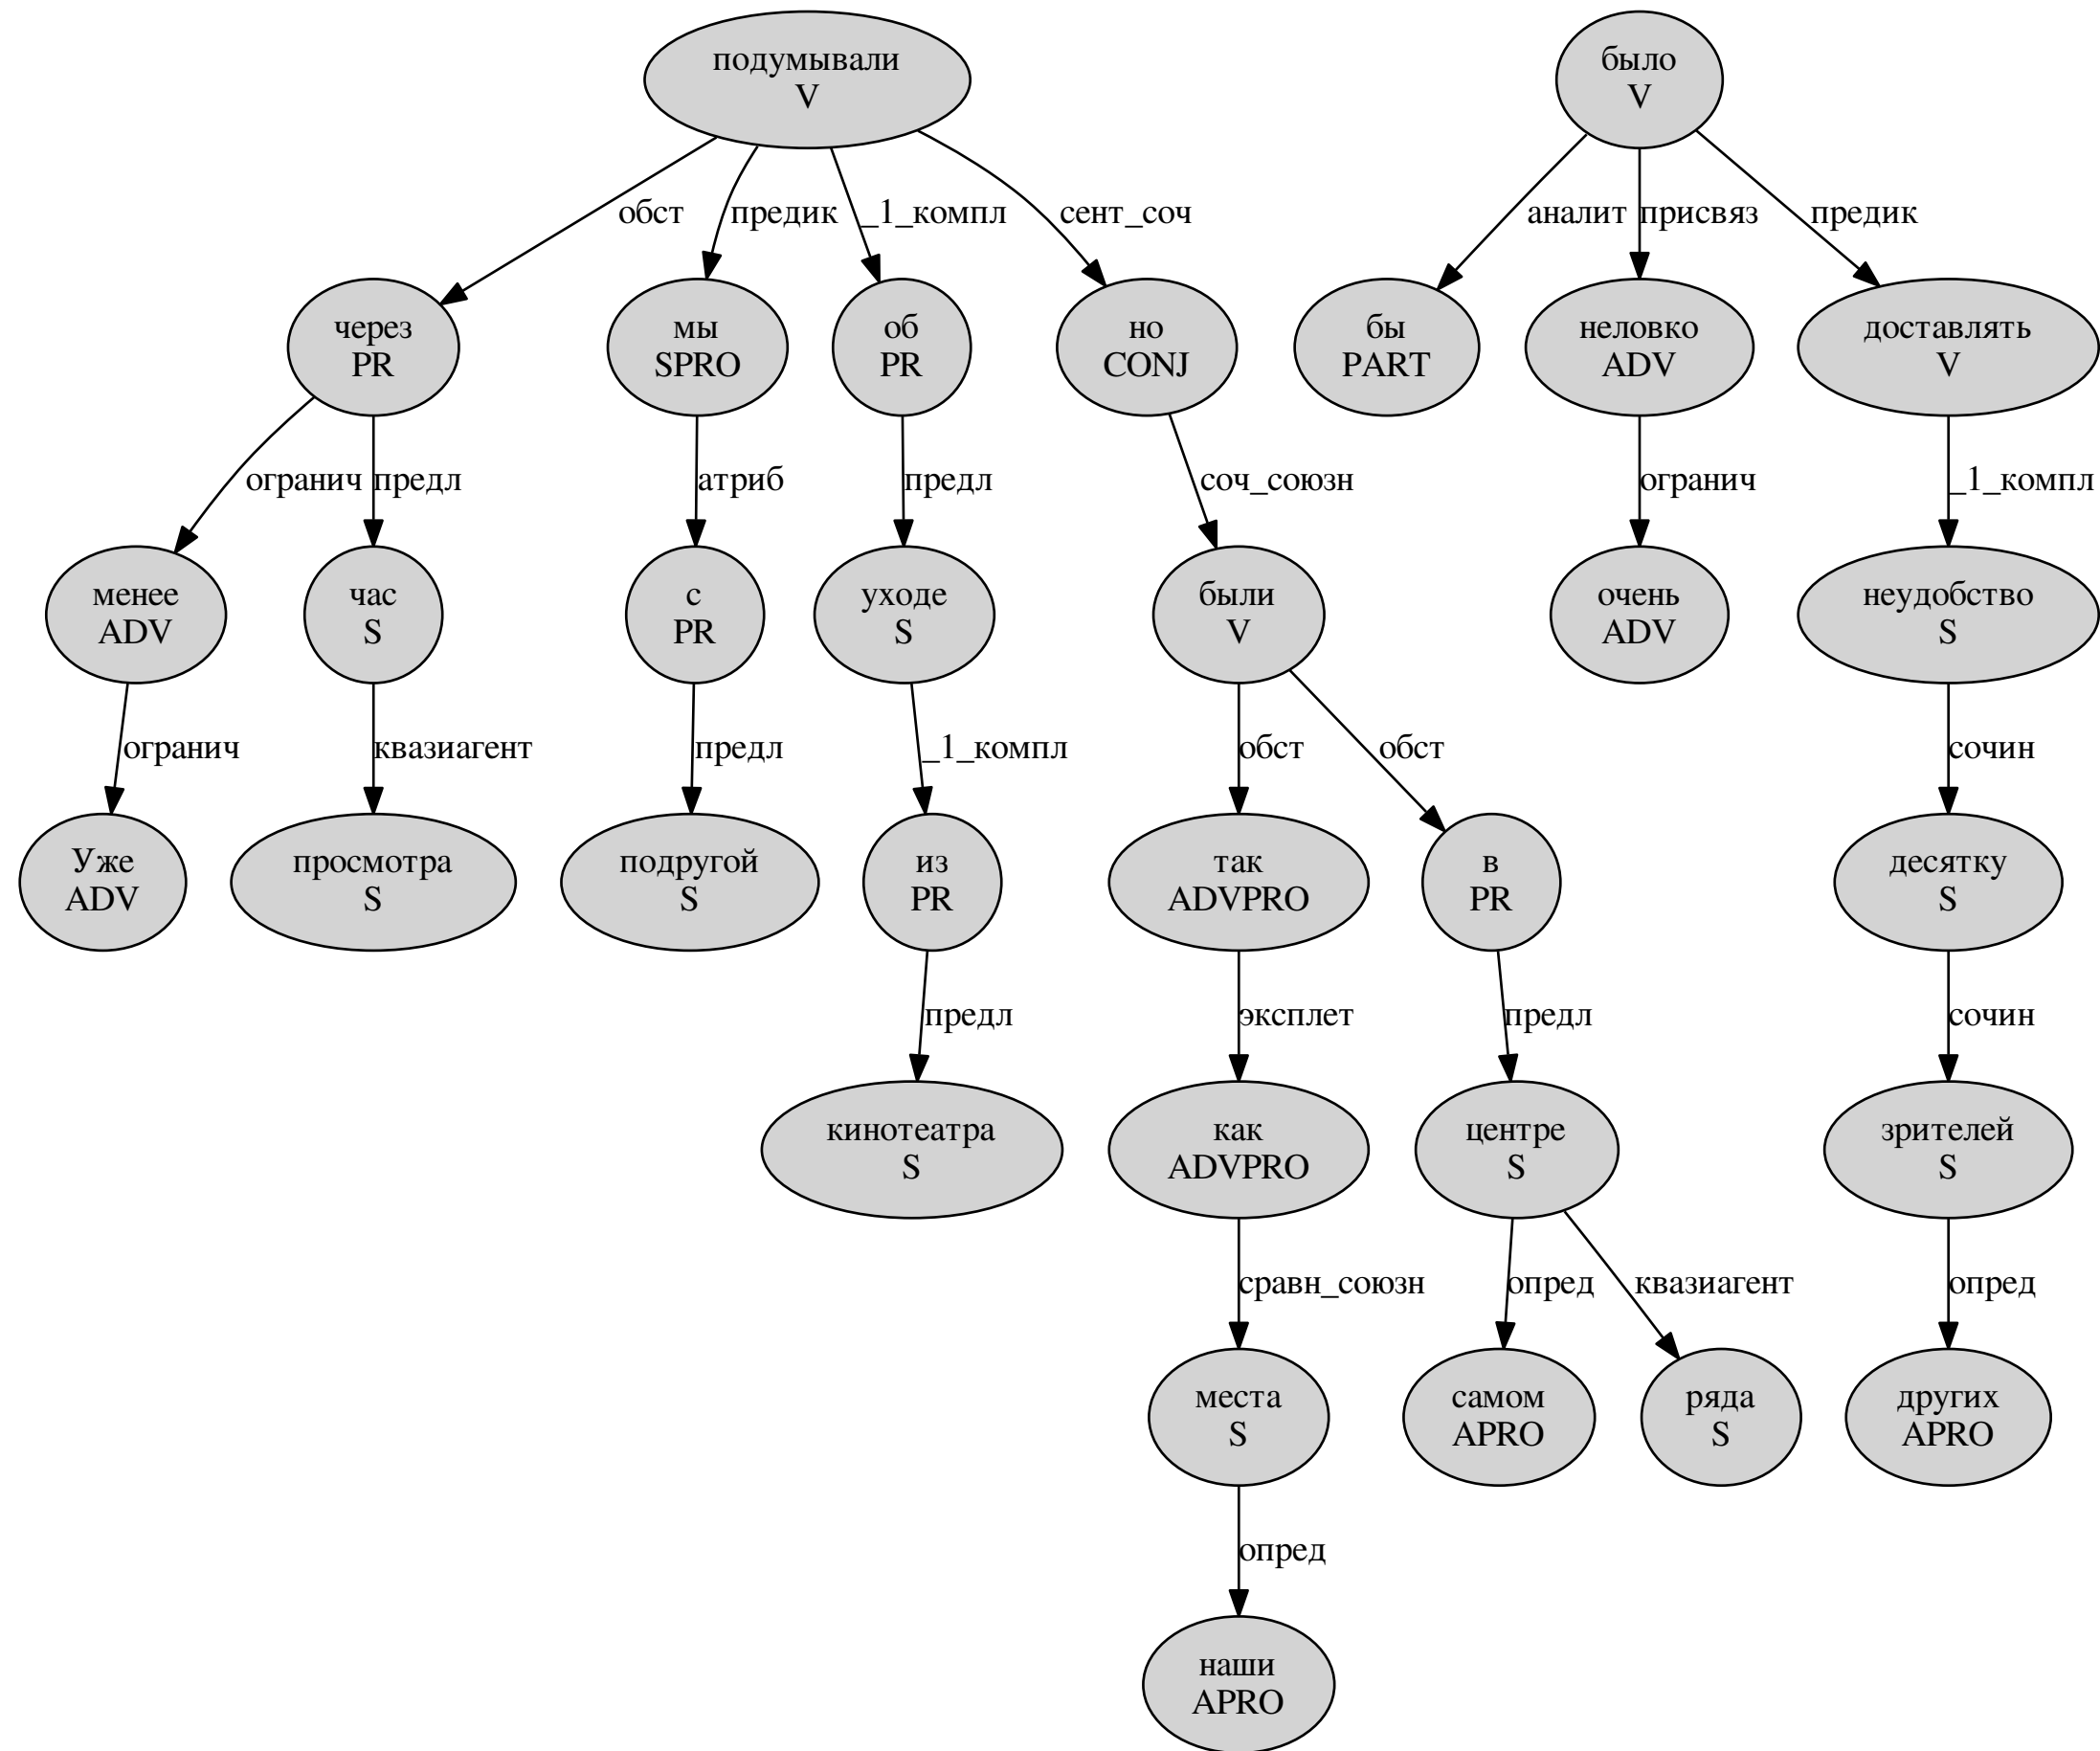 подумывали
V
было
V
обст
предик
_1_компл
сент_соч
аналит
присвяз
предик
через
PR
мы
SPRO
об
PR
но
CONJ
бы
PART
неловко
ADV
доставлять
V
огранич
предл
атриб
предл
соч_союзн
огранич
_1_компл
менее
ADV
час
S
с
PR
уходе
S
были
V
очень
ADV
неудобство
S
огранич
квазиагент
предл
_1_компл
обст
обст
сочин
Уже
ADV
просмотра
S
подругой
S
из
PR
так
ADVPRO
в
PR
десятку
S
предл
эксплет
предл
сочин
кинотеатра
S
как
ADVPRO
центре
S
зрителей
S
сравн_союзн
опред
квазиагент
опред
места
S
самом
APRO
ряда
S
других
APRO
опред
наши
APRO